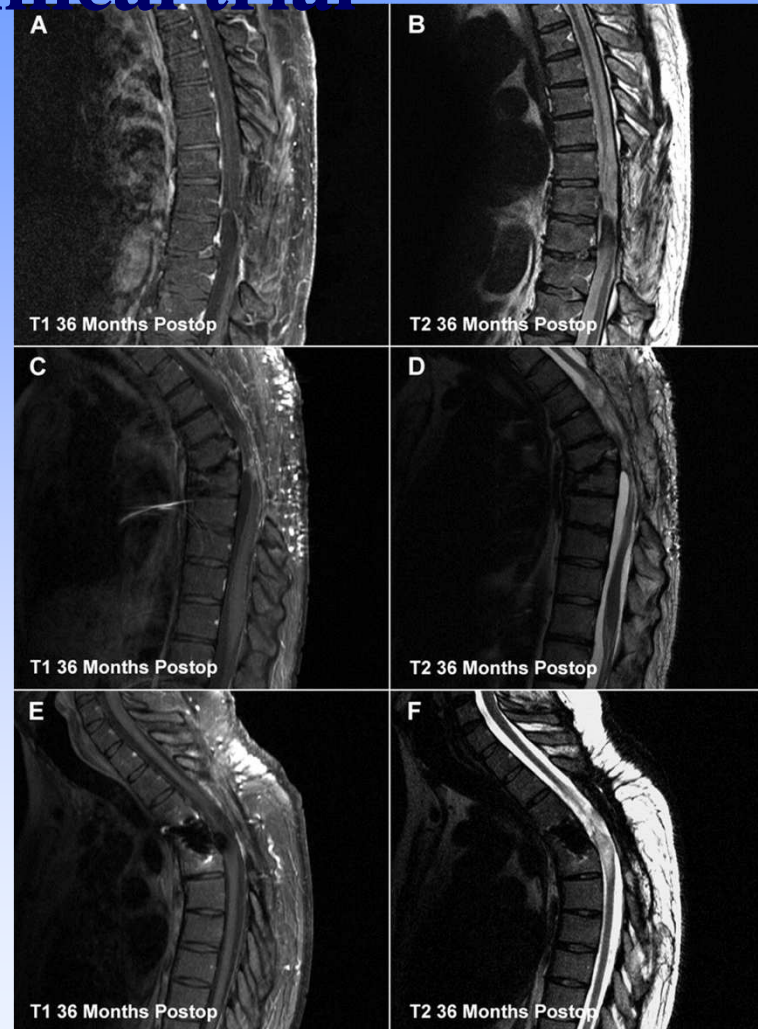 A
B
T1 36 Months Postop
T2 36 Months Postop
C
D
T1 36 Months Postop
T2 36 Months Postop
E
F
T1 36 Months Postop
T2 36 Months Postop